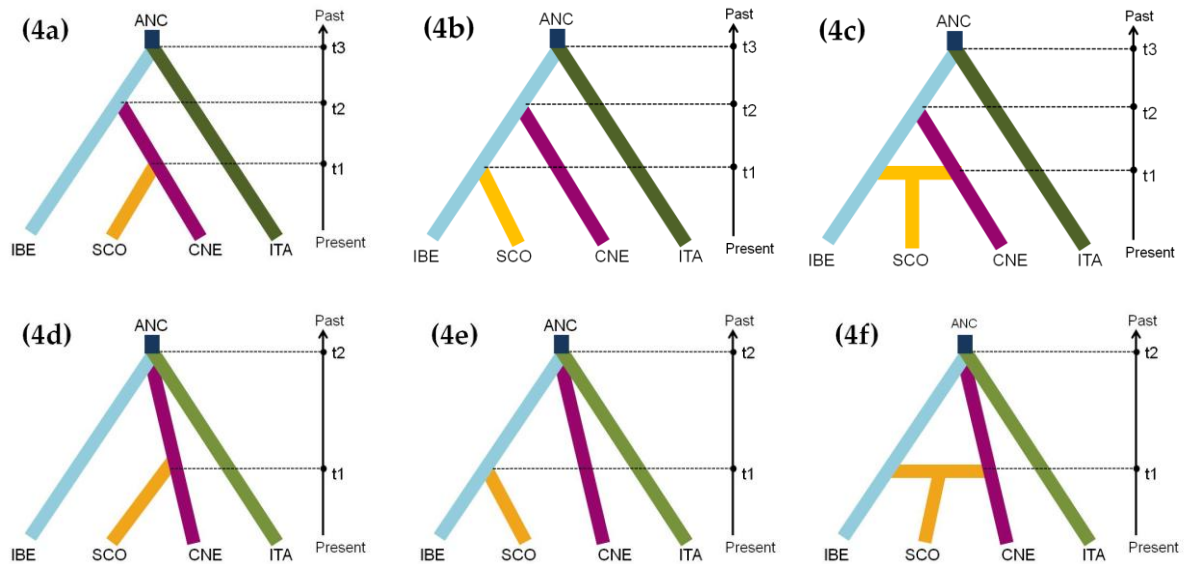 (4a)
ANC
Past
t3
t2
t1
Present
IBE
SCO
CNE
ITA
(4b)
ANC
Past
t3
t2
t1
Present
IBE
SCO
CNE
ITA
(4c)
ANC
Past
t3
t2
t1
Present
IBE
SCO
CNE
ITA
(4d)
ANC
Past
t2
t1
Present
IBE
SCO
CNE
ITA
(4e)
ANC
Past
t2
t1
Present
IBE
SCO
CNE
ITA
(4f)
ANC
Past
t2
t1
Present
IBE
SCO
CNE
ITA